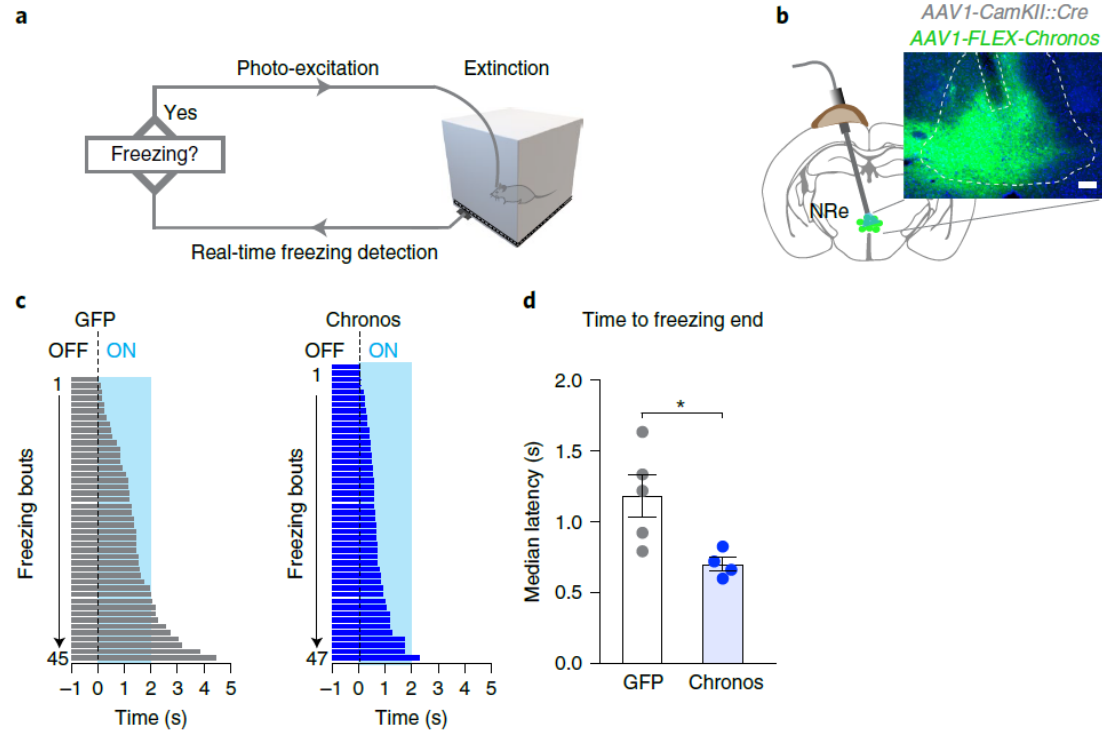 a
Photo-excitation
Extinction
Yes
Freezing?
Real-time freezing detection
b
AAV1-CamKII::Cre
AAV1-FLEX-Chronos
NRe
c
GFP
OFF ON
1
Freezing bouts
45
–1 0 1 2 3 4 5
Time (s)
Chronos
OFF ON
1
Freezing bouts
47
–1 0 1 2 3 4 5
Time (s)
d
Time to freezing end
2.0
1.5
1.0
0.5
0.0
Median latency (s)
*
GFP Chronos